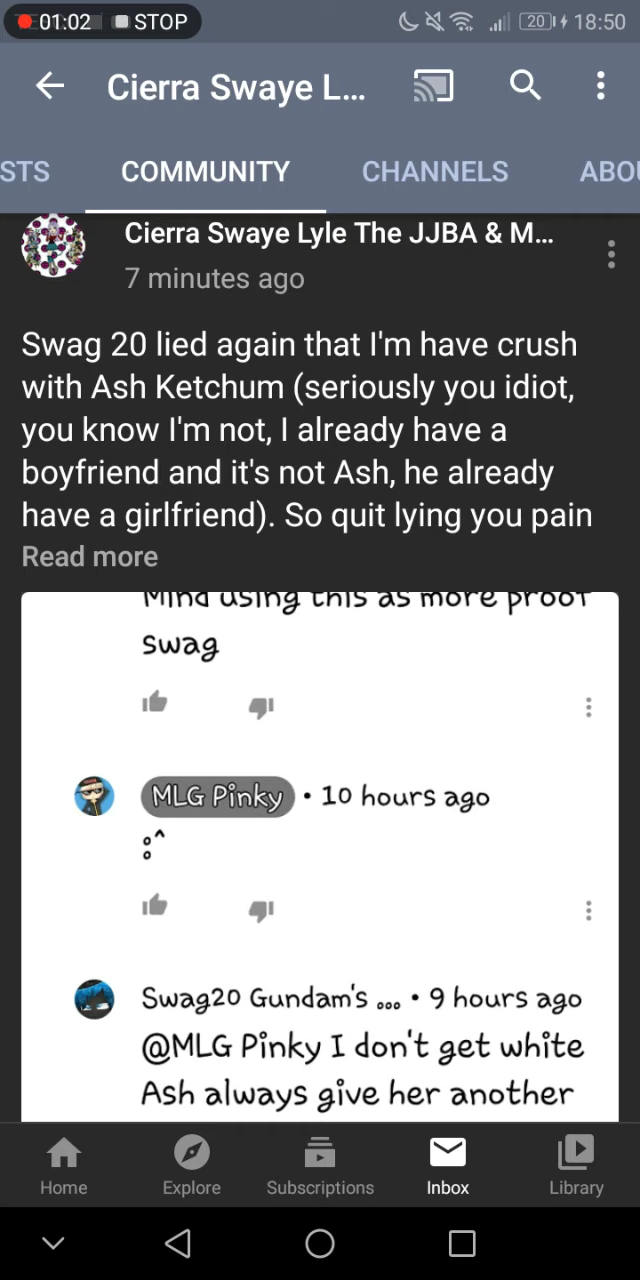 01:02 STOP 20 18:50
Cierra Swaye L...
STS COMMUNITY CHANNELS ABOU
Cierra Swaye Lyle The JJBA & M...
7 minutes ago
Swag 20 lied again that I'm have crush
with Ash Ketchum (seriously you idiot,
you know I'm not, I already have a
boyfriend and it's not Ash, he already
have a girlfriend). So quit lying you pain
Read more
Mind using this as more proof
swag
MLG Pinky • 10 hours ago
:^
Swag20 Gundam's ... • 9 hours ago
@MLG Pinky I don't get white
Ash always give her another
Home Explore Subscriptions Inbox Library